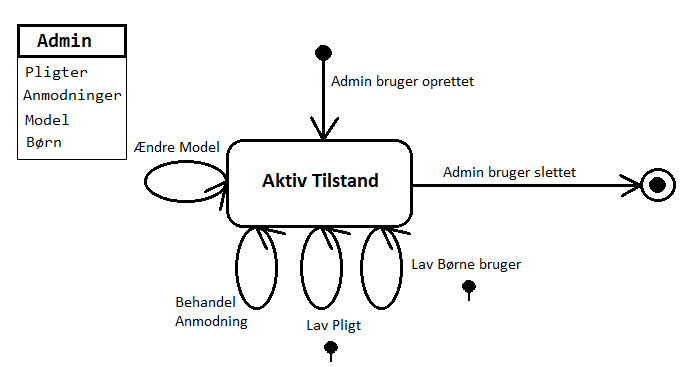 Admin
Pligter
Anmodninger
Model
Børn
Admin bruger oprettet
Ændre Model
Aktiv Tilstand
Admin bruger slettet
Lav Børne bruger
Behandel
Anmodning
Lav Pligt